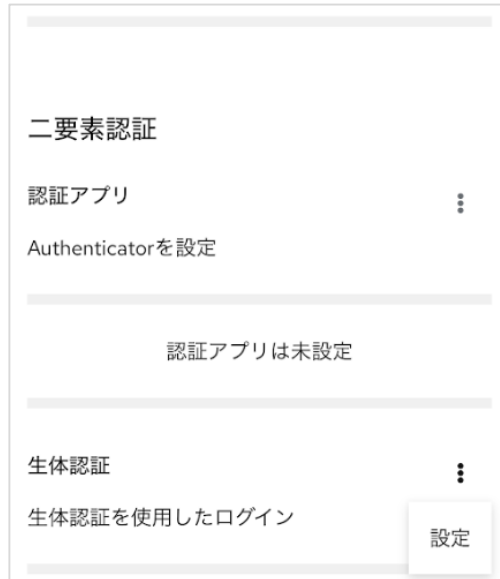 二要素認証
認証アプリ
Authenticatorを設定
認証アプリは未設定
生体認証
生体認証を使用したログイン
設定